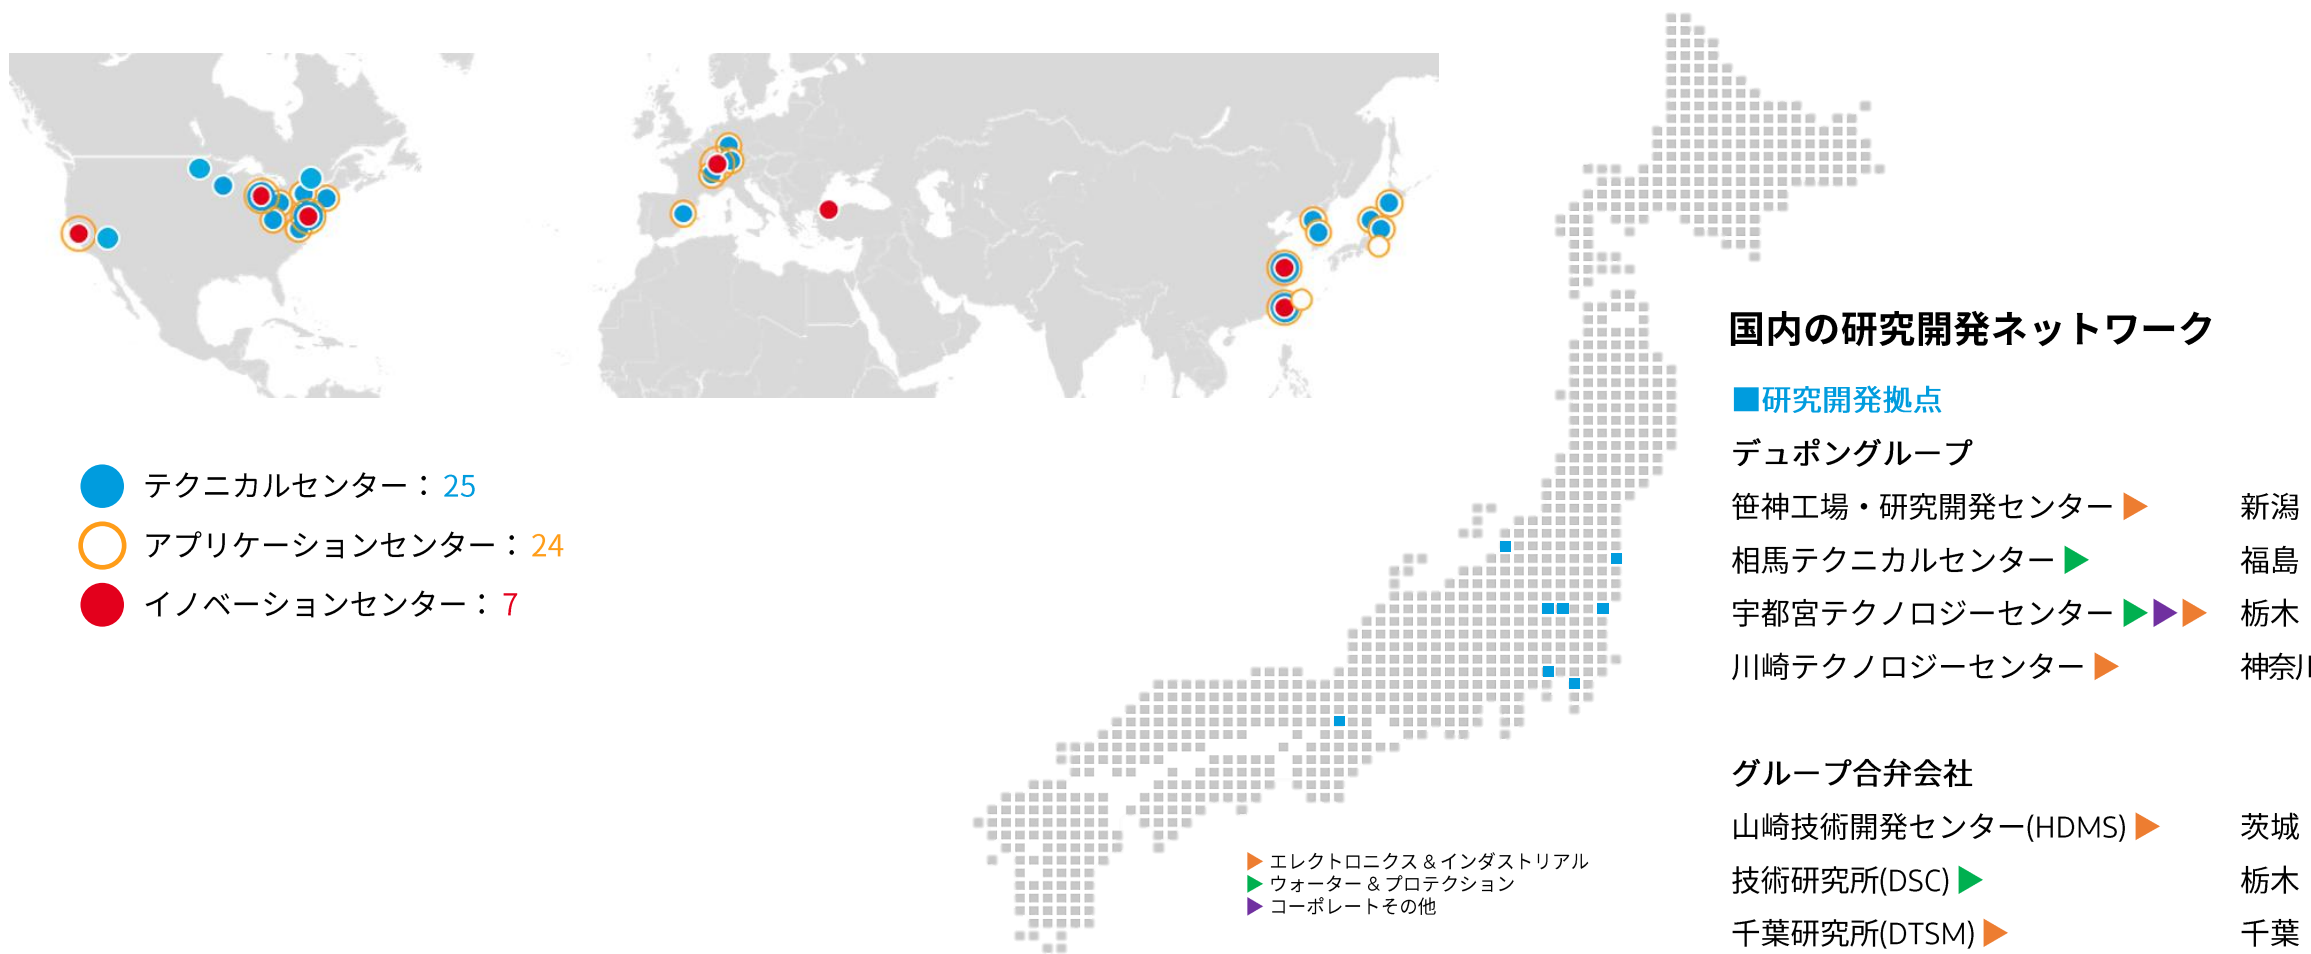 テクニカルセンター： 25
アプリケーションセンター： 24
イノベーションセンター： 7
国内の研究開発ネットワーク
■研究開発拠点
デュポングループ
笹神工場・研究開発センター 新潟
相馬テクニカルセンター 福島
宇都宮テクノロジーセンター 栃木
川崎テクノロジーセンター 神奈川
グループ合弁会社
山崎技術開発センター(HDMS) 茨城
技術研究所(DSC) 栃木
千葉研究所(DTSM) 千葉
エレクトロニクス & インダストリアル
ウォーター & プロテクション
コーポレートその他